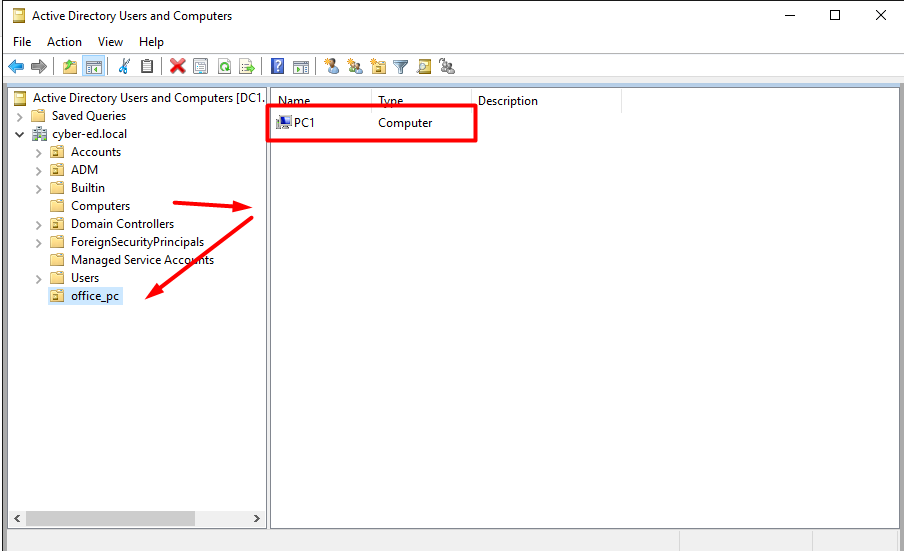 Active Directory Users and Computers
File Action View Help
Active Directory Users and Computers [DC1.
Saved Queries
cyber-ed.local
Accounts
ADM
Builtin
Computers
Domain Controllers
ForeignSecurityPrincipals
Managed Service Accounts
Users
office_pc
Name Type Description
PC1 Computer